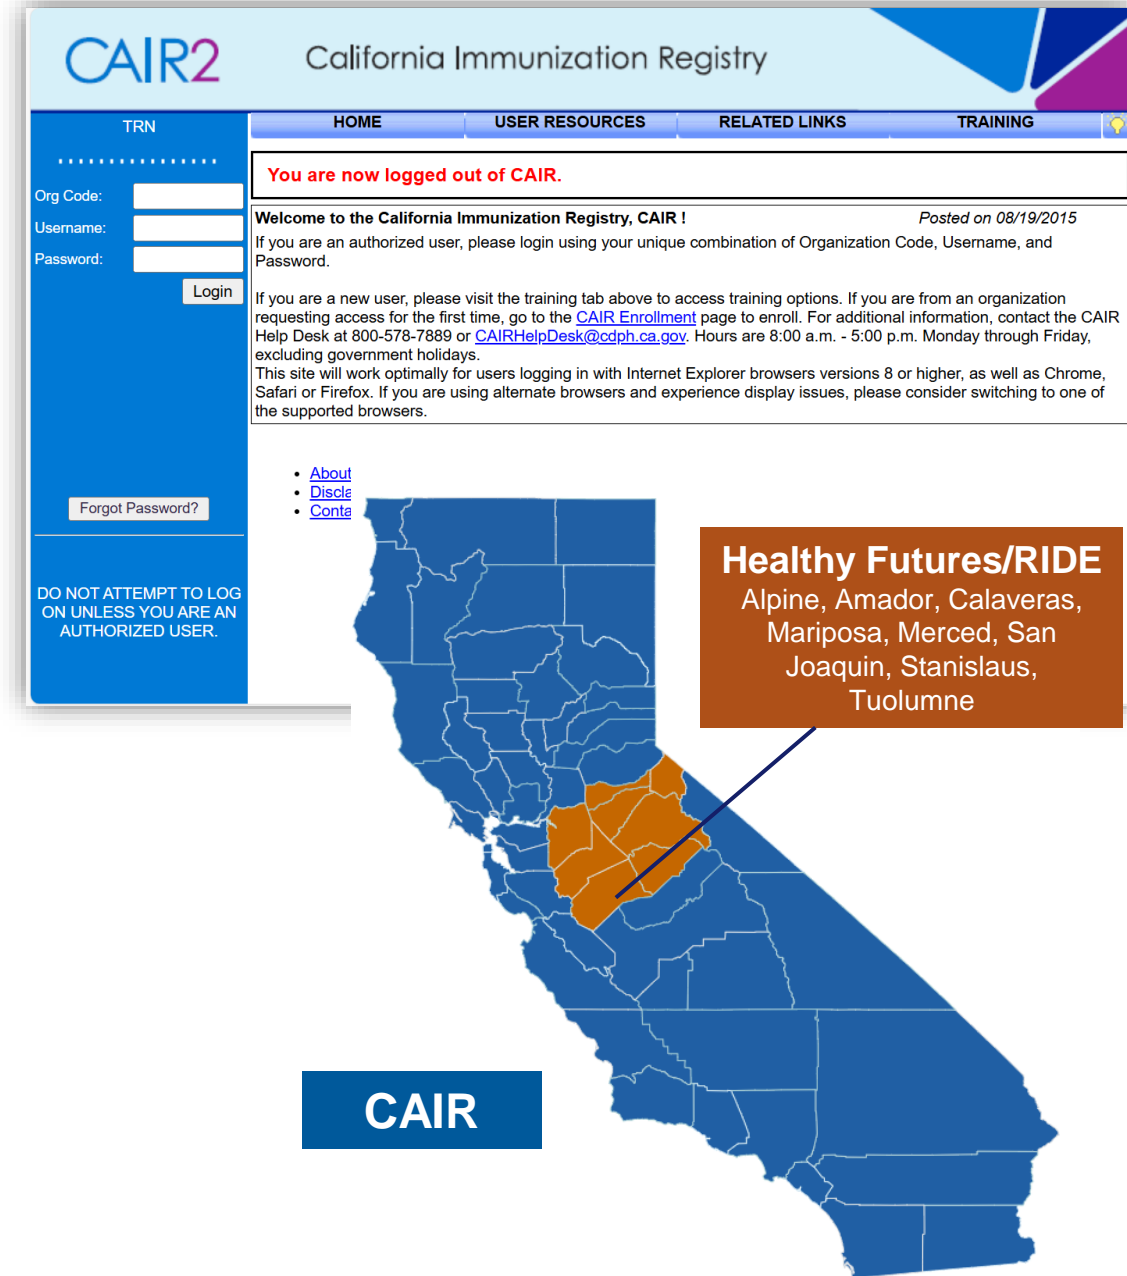 CAIR2
California Immunization Registry
TRN
HOME
USER RESOURCES
RELATED LINKS
TRAINING
Org Code:
Username:
Password:
Login
Forgot Password?
DO NOT ATTEMPT TO LOG
ON UNLESS YOU ARE AN
AUTHORIZED USER.
You are now logged out of CAIR.
Welcome to the California Immunization Registry, CAIR !
Posted on 08/19/2015
If you are an authorized user, please login using your unique combination of Organization Code, Username, and
Password.
If you are a new user, please visit the training tab above to access training options. If you are from an organization
requesting access for the first time, go to the CAIR Enrollment page to enroll. For additional information, contact the CAIR
Help Desk at 800-578-7889 or CAIRHelpDesk@cdph.ca.gov. Hours are 8:00 a.m. - 5:00 p.m. Monday through Friday,
excluding government holidays.
This site will work optimally for users logging in with Internet Explorer browsers versions 8 or higher, as well as Chrome,
Safari or Firefox. If you are using alternate browsers and experience display issues, please consider switching to one of
the supported browsers.
About
Discla
Conta
Healthy Futures/RIDE
Alpine, Amador, Calaveras,
Mariposa, Merced, San
Joaquin, Stanislaus,
Tuolumne
CAIR